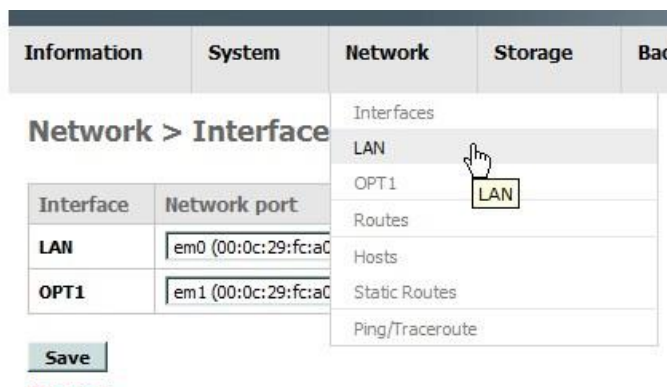 Information System Network Storage
Network > Interface
Interfaces
LAN
LAN
OPT1
Routes
Hosts
Static Routes
Ping/Traceroute
Interface Network port
LAN em0 (00:0c:29:fc:a0
OPT1 em1 (00:0c:29:fc:a0
Save